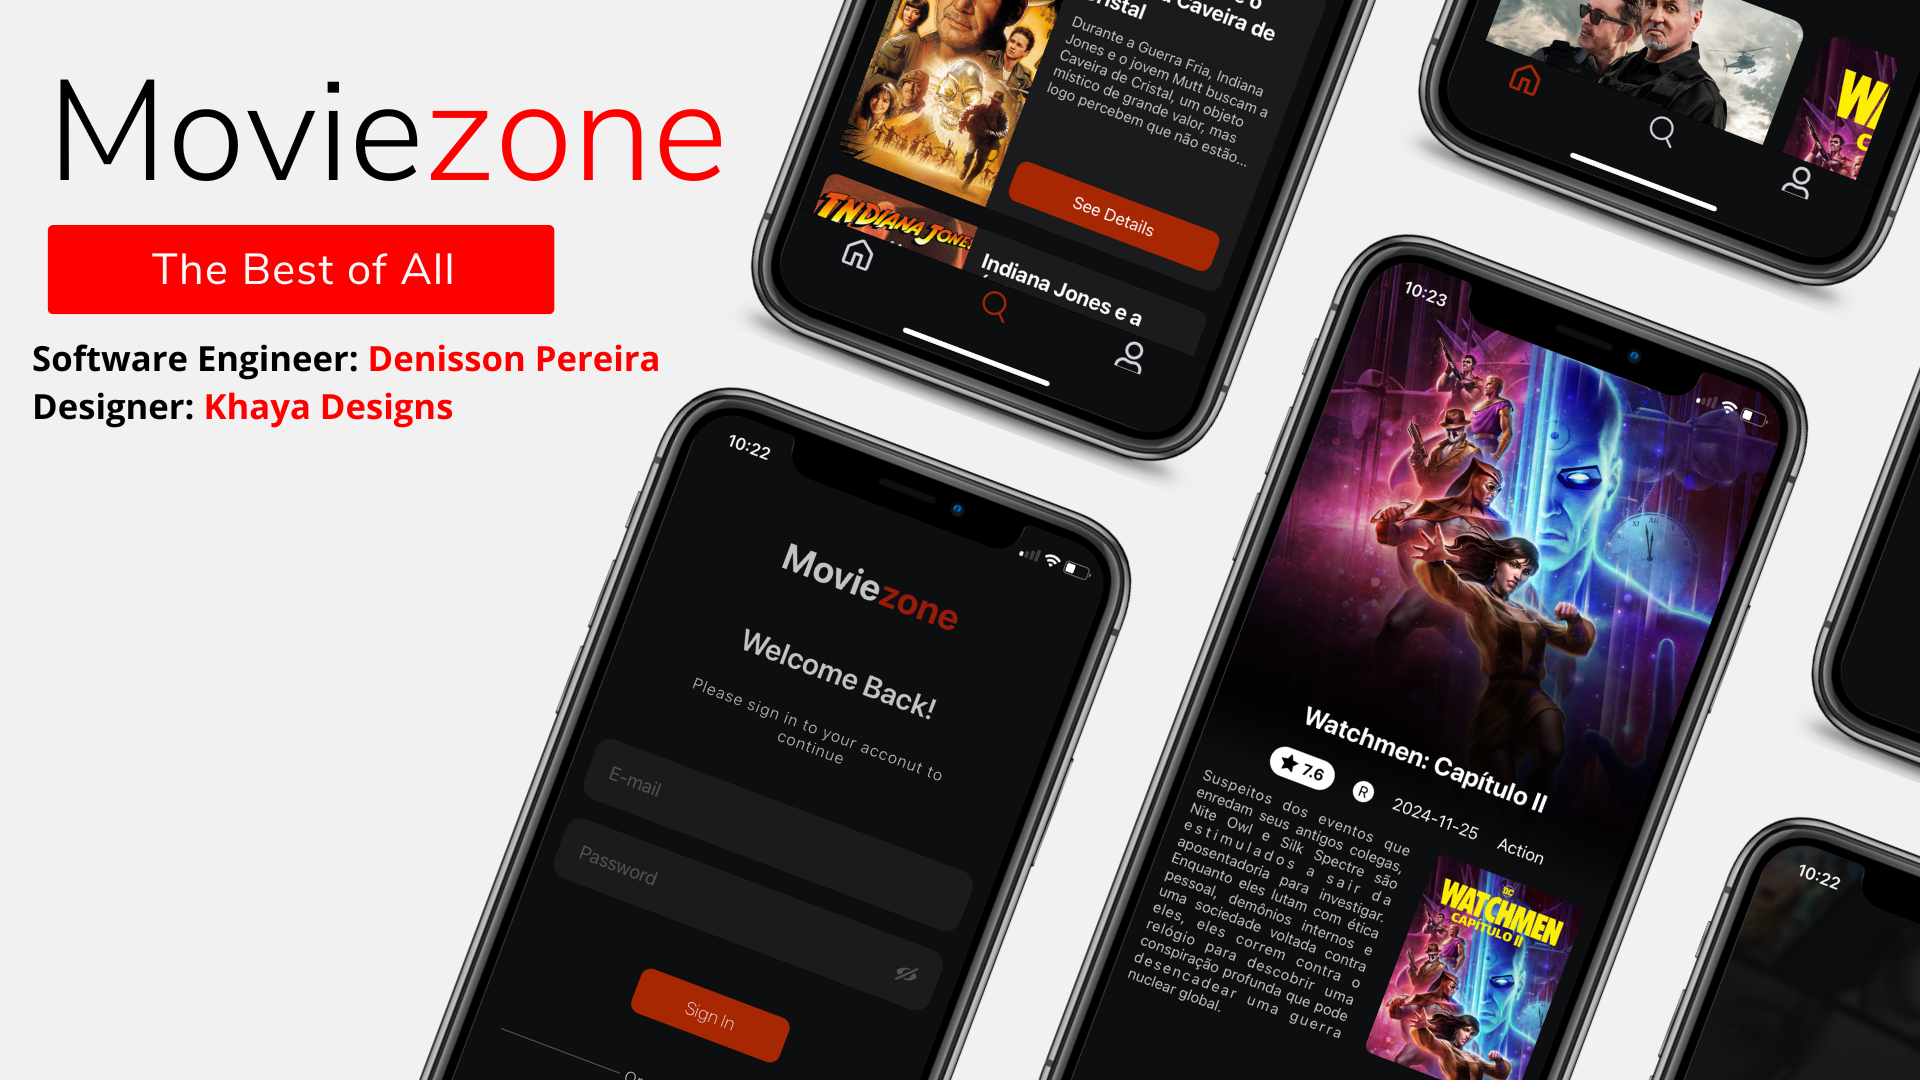 Moviezone
The Best of All
Software Engineer: Denisson Pereira
Designer: Khaya Designs
Caveira de
Durante a Guerra Fria, Indiana
Jones e o jovem Mutt buscam a
Caveira de Cristal, um objeto
místico de grande valor, mas
logo percebem que não estão...
See Details
INDIANA JONES
Indiana Jones e a
10:22
Moviezone
Welcome Back!
Please sign in to your acconut to
continue
E-mail
Password
Sign In
10:23
Watchmen: Capítulo II
7.6
R
2024-11-25
Action
Suspeitos dos eventos que
enredam seus antigos colegas,
Nite Owl e Silk Spectre são
estimulados a sair da
aposentadoria para investigar.
Enquanto eles lutam com ética
pessoal, demônios internos e
uma sociedade voltada contra
eles, eles correm contra o
relógio para descobrir uma
conspiração profunda que pode
desencadear uma guerra
nuclear global.
DC
WATCHMEN
CAPÍTULO II
10:22